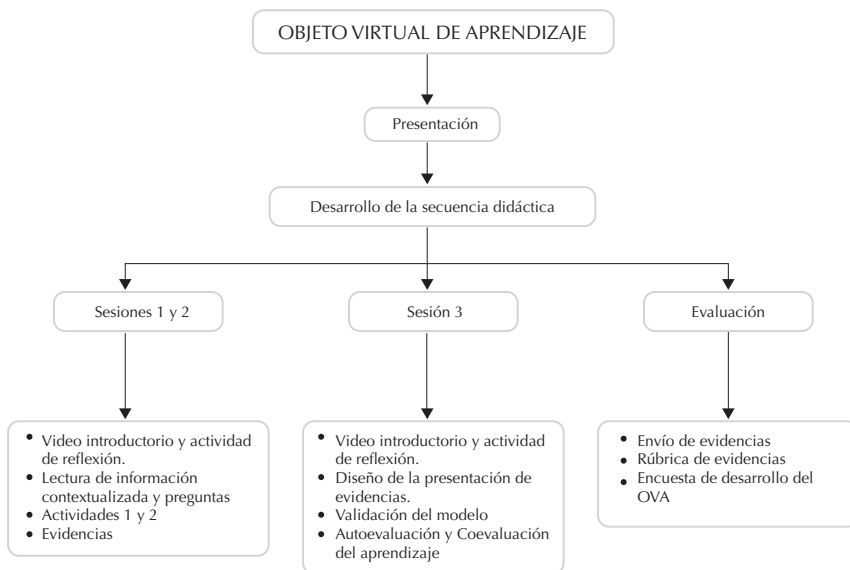 OBJETO VIRTUAL DE APRENDIZAJE
Presentación
Desarrollo de la secuencia didáctica
Sesiones 1 y 2
Sesión 3
Evaluación
• Video introductorio y actividad
de reflexión.
• Lectura de información
contextualizada y preguntas
• Actividades 1 y 2
• Evidencias
• Video introductorio y actividad
de reflexión.
• Diseño de la presentación de
evidencias.
• Validación del modelo
• Autoevaluación y Coevaluación
del aprendizaje
• Envío de evidencias
• Rúbrica de evidencias
• Encuesta de desarrollo del
OVA